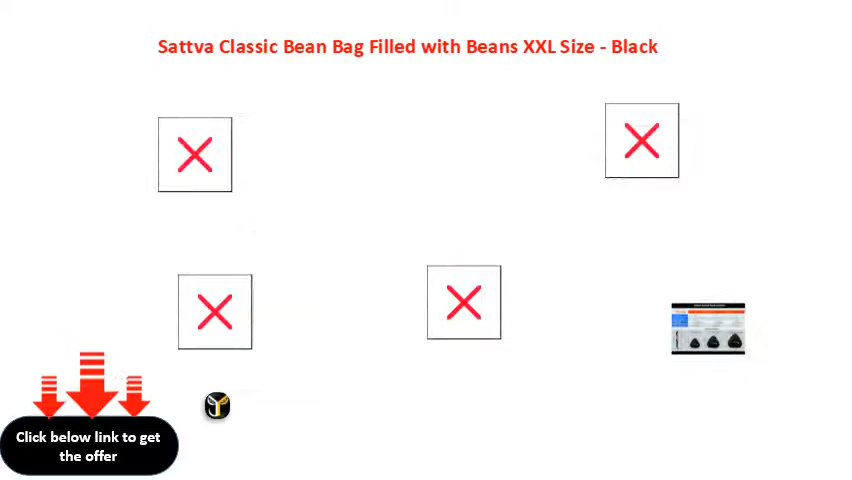 Sattva Classic Bean Bag Filled with Beans XXL Size - Black
Click below link to get
the offer